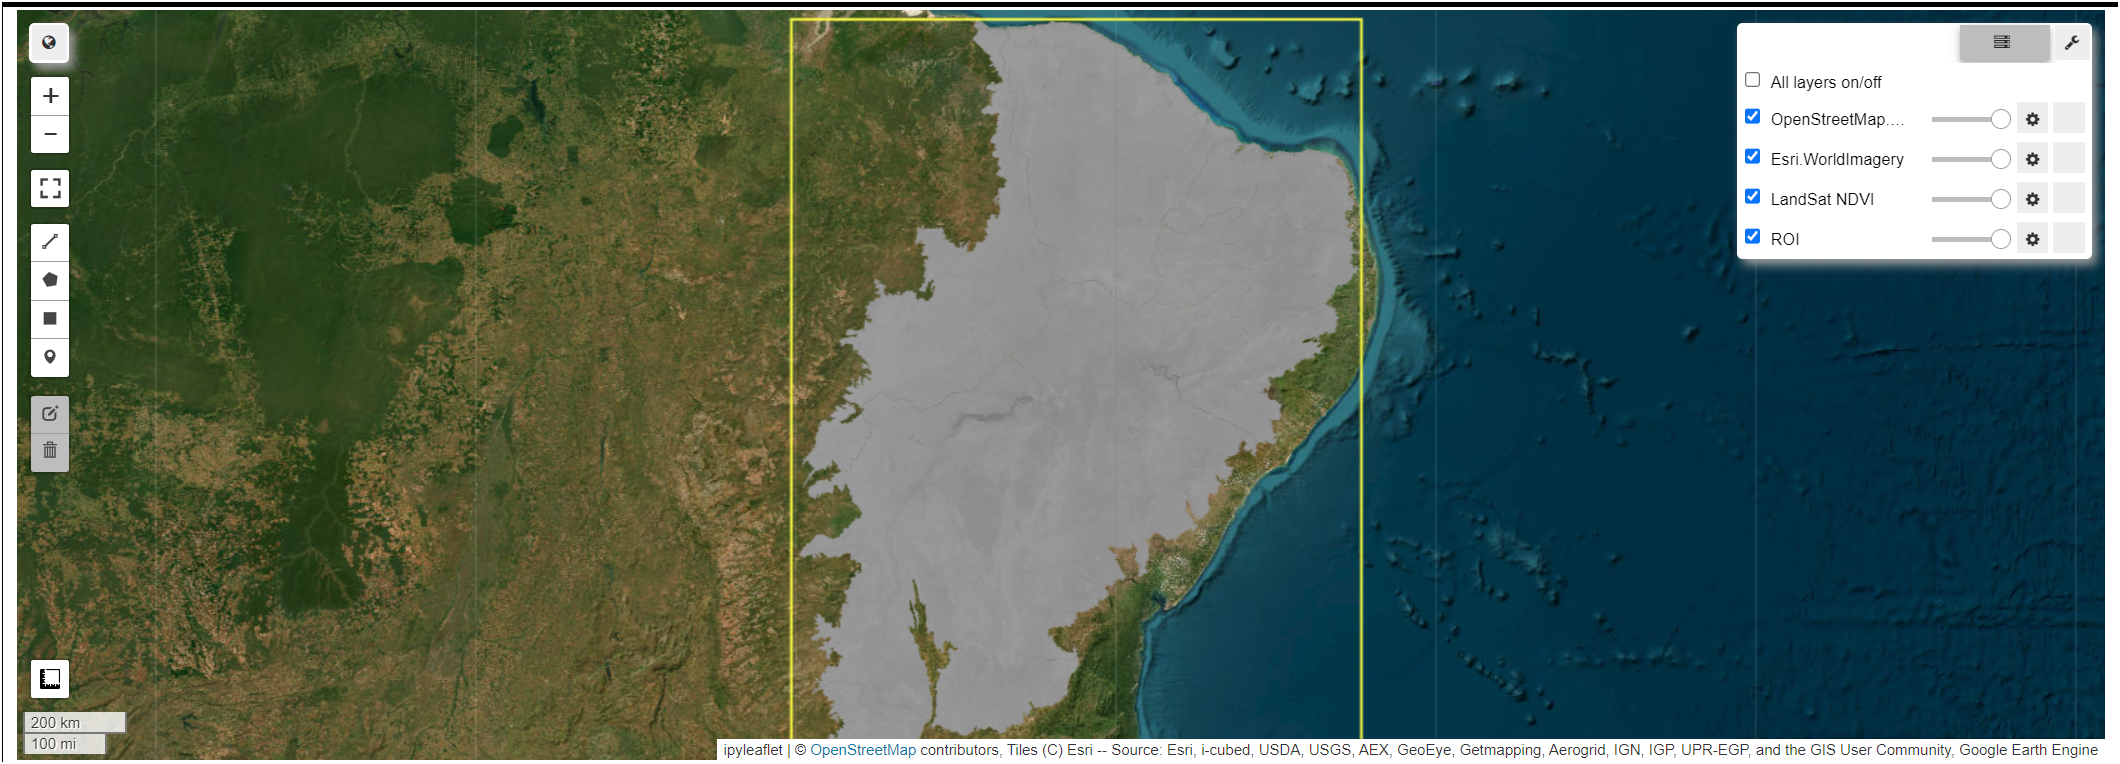 All layers on/off
OpenStreetMap....
Esri.WorldImagery
LandSat NDVI
ROI
200 km
100 mi
ipyleaflet | © OpenStreetMap contributors, Tiles (C) Esri -- Source: Esri, i-cubed, USDA, USGS, AEX, GeoEye, Getmapping, Aerogrid, IGN, IGP, UPR-EGP, and the GIS User Community, Google Earth Engine